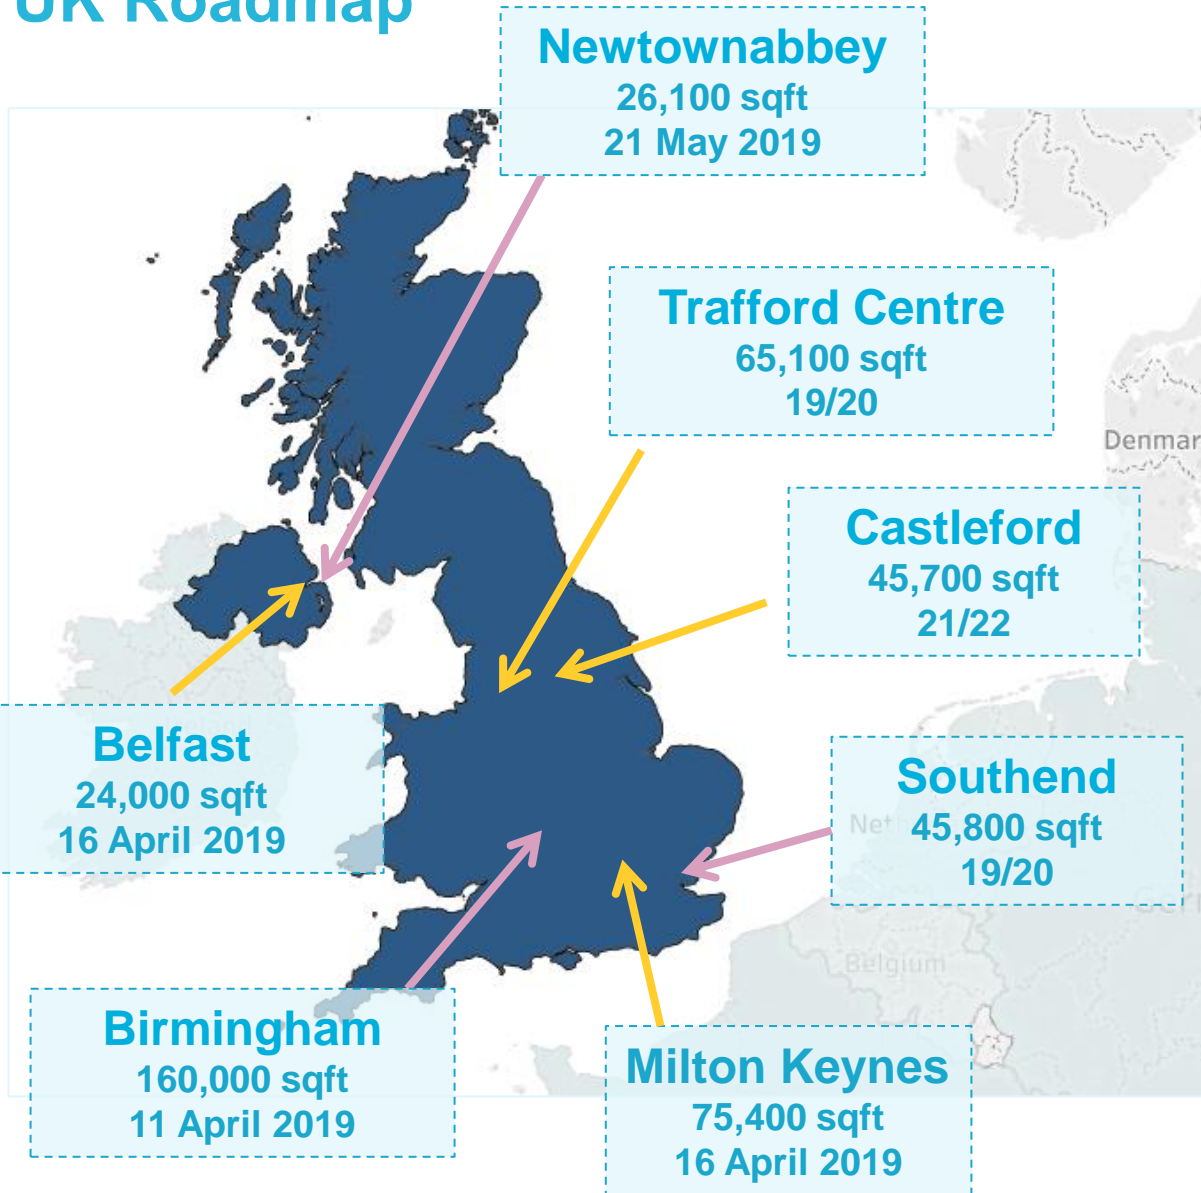 UK Roadmap
Newtownabbey
26,100 sqft
21 May 2019
Trafford Centre
65,100 sqft
19/20
Denmar
Castleford
45,700 sqft
21/22
Belfast
24,000 sqft
16 April 2019
Southend
45,800 sqft
19/20
Net
Ger
Belgium
Birmingham
160,000 sqft
11 April 2019
Milton Keynes
75,400 sqft
16 April 2019